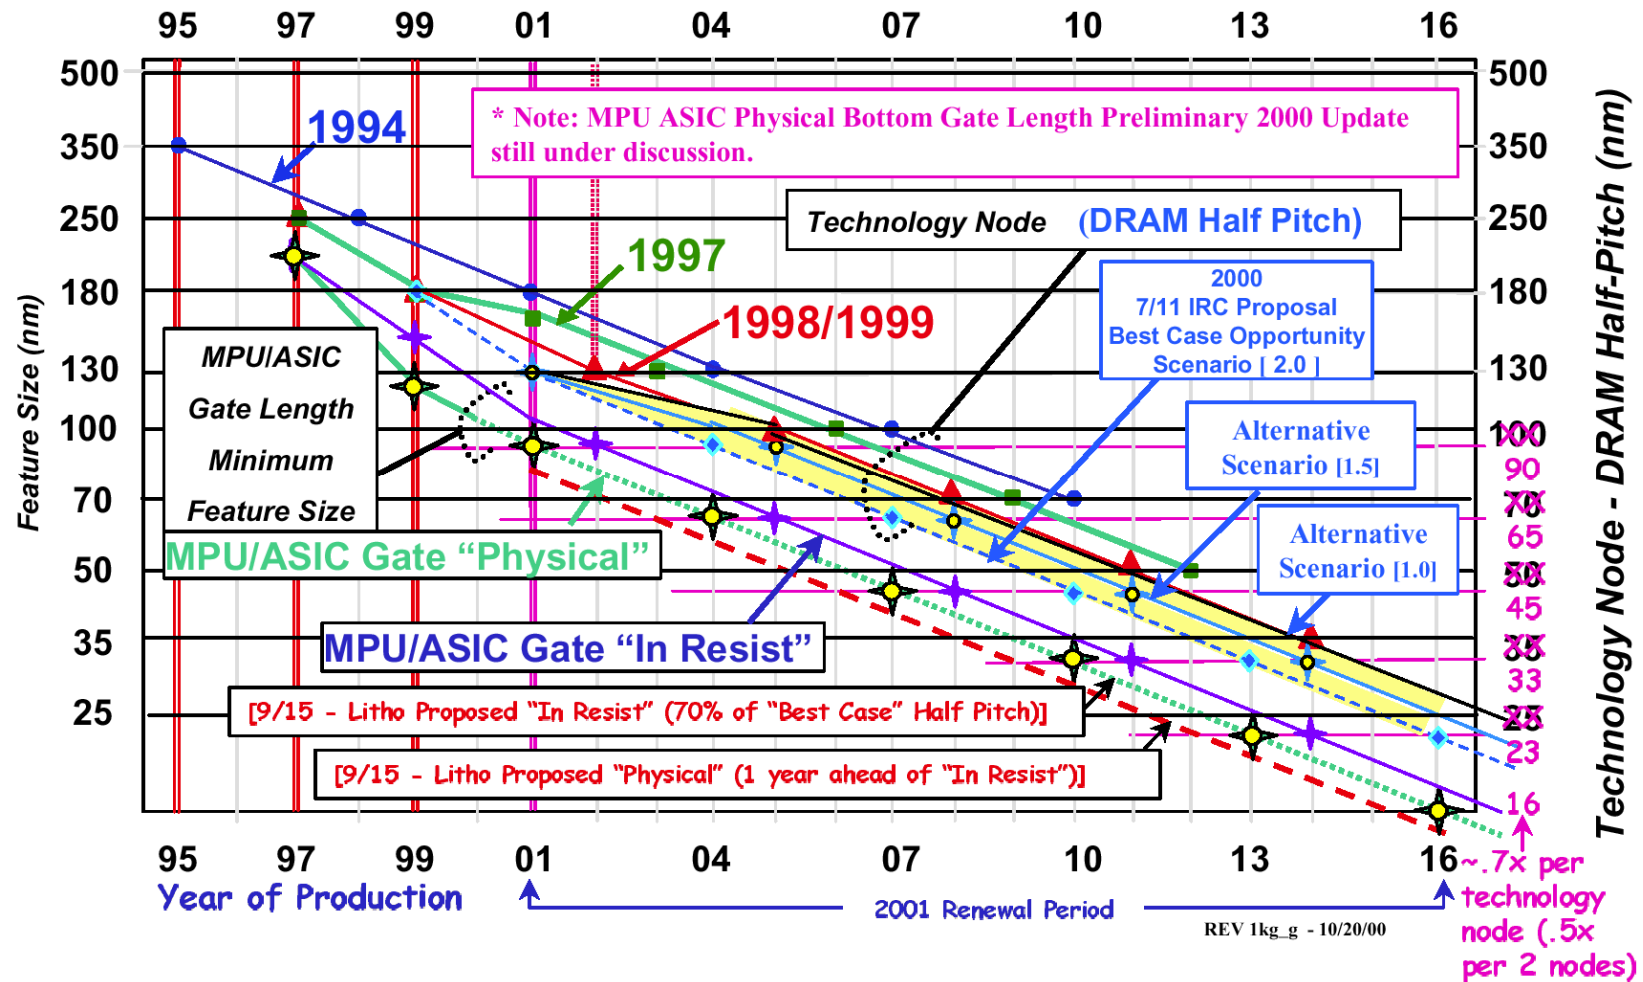 95 97 99 01 04 07 10 13 16
500
350
250
180
130
100
70
50
35
25
Feature Size (nm)
1994
* Note: MPU ASIC Physical Bottom Gate Length Preliminary 2000 Update
still under discussion.
Technology Node (DRAM Half Pitch)
1997
1998/1999
2000
7/11 IRC Proposal
Best Case Opportunity
Scenario [ 2.0 ]
Alternative
Scenario [1.5]
Alternative
Scenario [1.0]
MPU/ASIC
Gate Length
Minimum
Feature Size
MPU/ASIC Gate “Physical”
MPU/ASIC Gate “In Resist”
[9/15 - Litho Proposed “In Resist” (70% of “Best Case” Half Pitch)]
[9/15 - Litho Proposed “Physical” (1 year ahead of “In Resist”)]
500
350
250
180
130
100
90
70
65
50
45
35
33
25
23
16
Technology Node - DRAM Half-Pitch (nm)
95 97 99 01 04 07 10 13 16
Year of Production
2001 Renewal Period
REV 1kg_g - 10/20/00
~.7x per
technology
node (.5x
per 2 nodes)